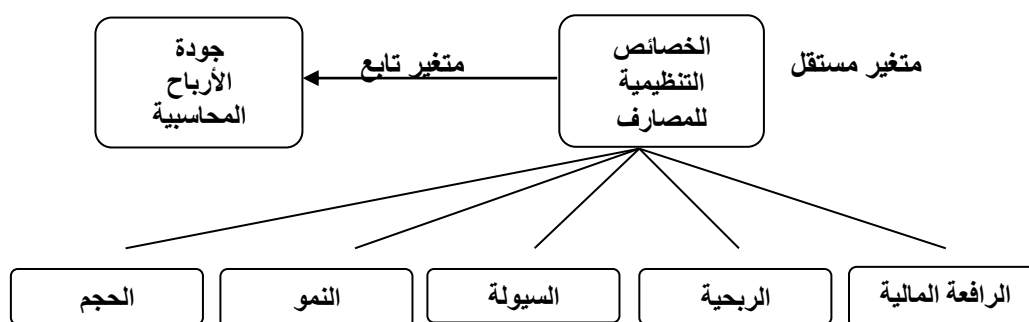 متغير مستقل
الخصائص
التنظيمية
للمصارف
متغير تابع
جودة
الأرباح
المحاسبية
الرافعة المالية
الربحية
السيولة
النمو
الحجم